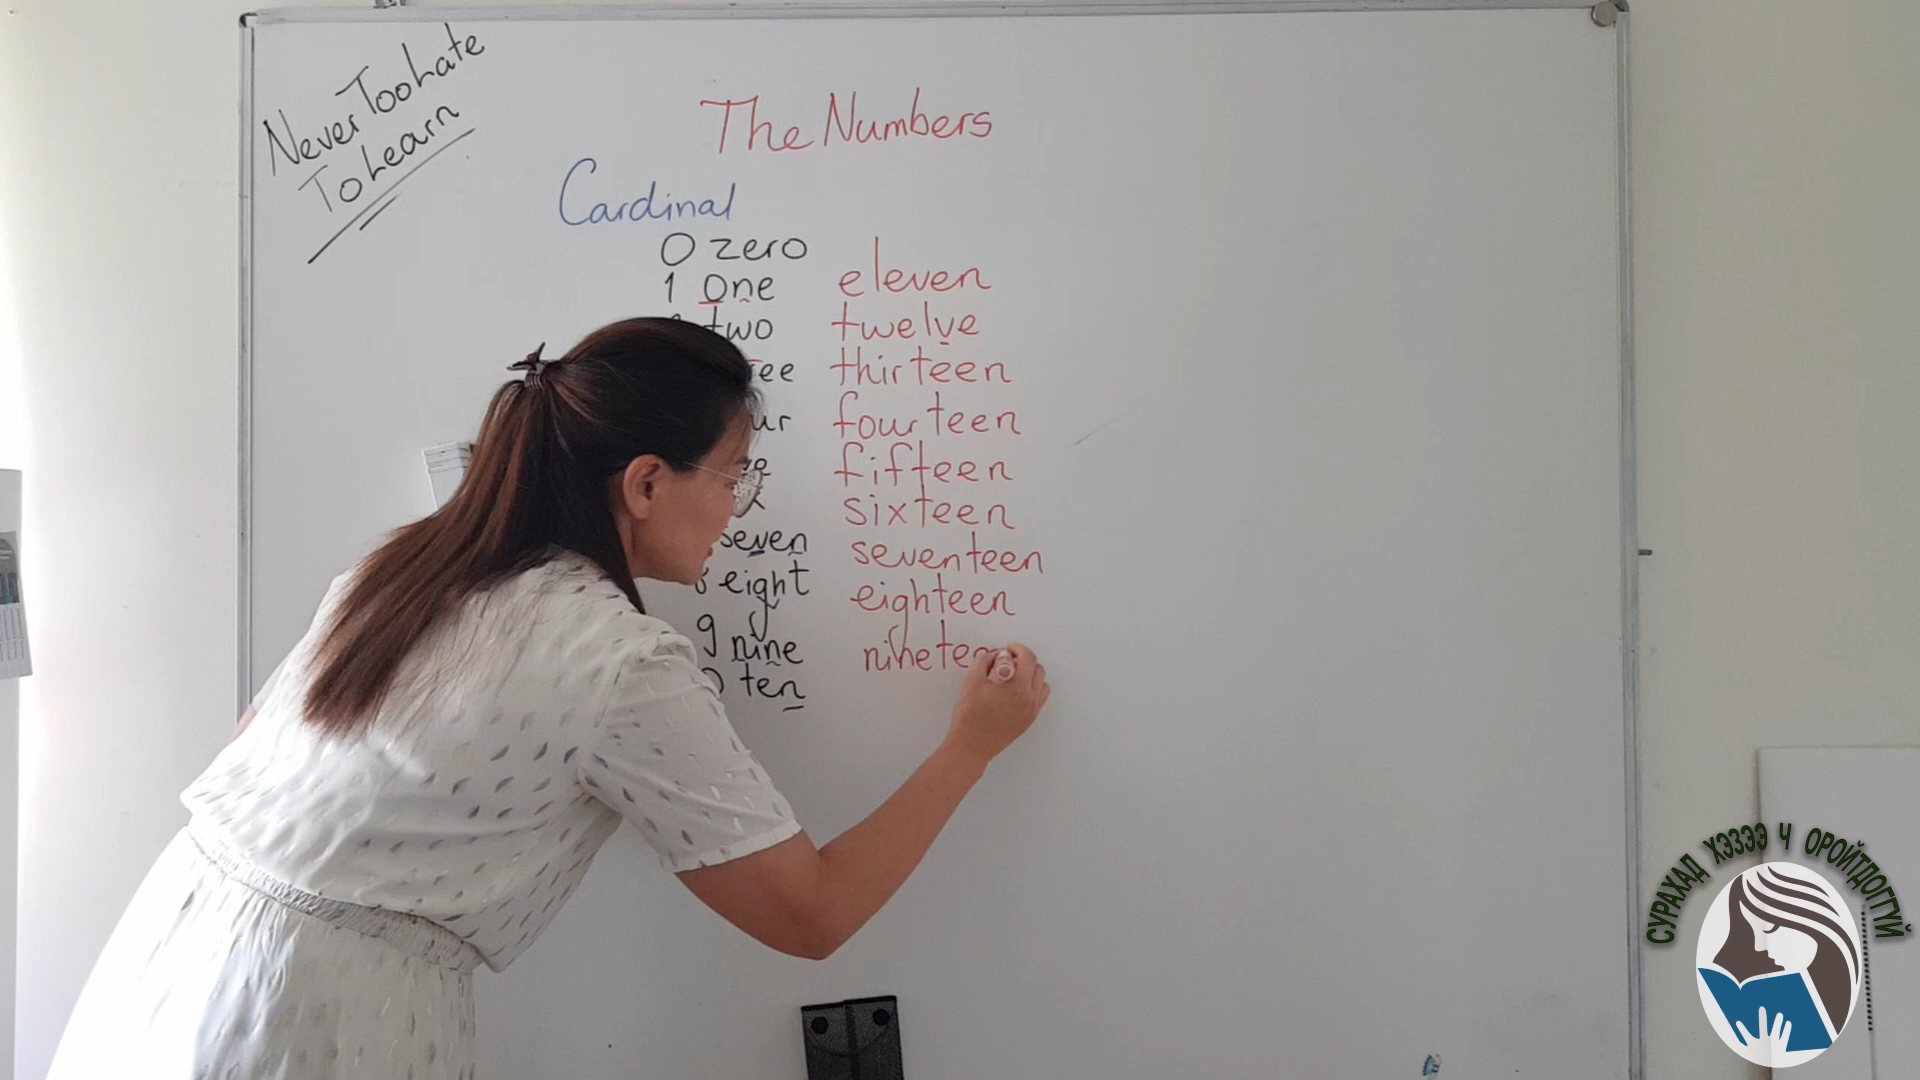 Never Too Late
To Learn
The Numbers
Cardinal
0 zero
1 One
two
eleven
twelve
thirteen
fourteen
fifteen
sixteen
seven
seventeen
eight
eighteen
9 nine
ten
СУРАХАД ХЭЗЭЭ Ч ОРОЙТДОГГҮЙ